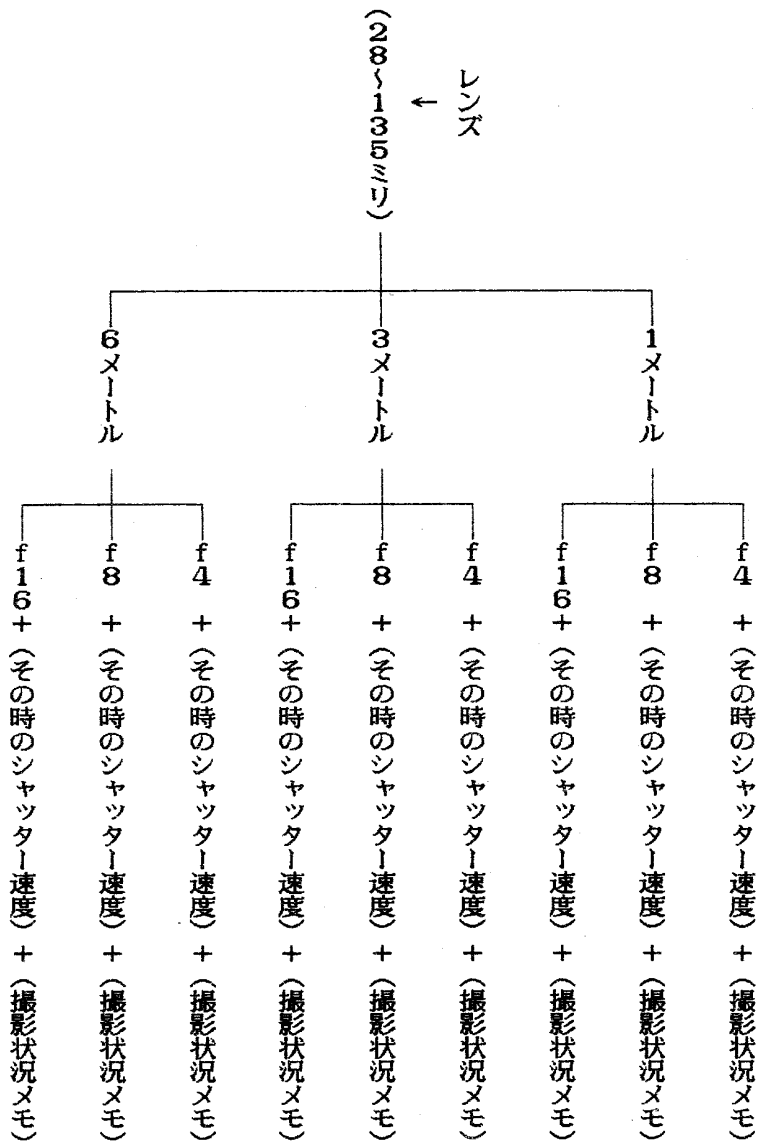 レンズ
←
(28〜135ミリ)
1メートル
f4 + (その時のシャッター速度) + (撮影状況メモ)
f8 + (その時のシャッター速度) + (撮影状況メモ)
f16 + (その時のシャッター速度) + (撮影状況メモ)
3メートル
f4 + (その時のシャッター速度) + (撮影状況メモ)
f8 + (その時のシャッター速度) + (撮影状況メモ)
f16 + (その時のシャッター速度) + (撮影状況メモ)
6メートル
f4 + (その時のシャッター速度) + (撮影状況メモ)
f8 + (その時のシャッター速度) + (撮影状況メモ)
f16 + (その時のシャッター速度) + (撮影状況メモ)